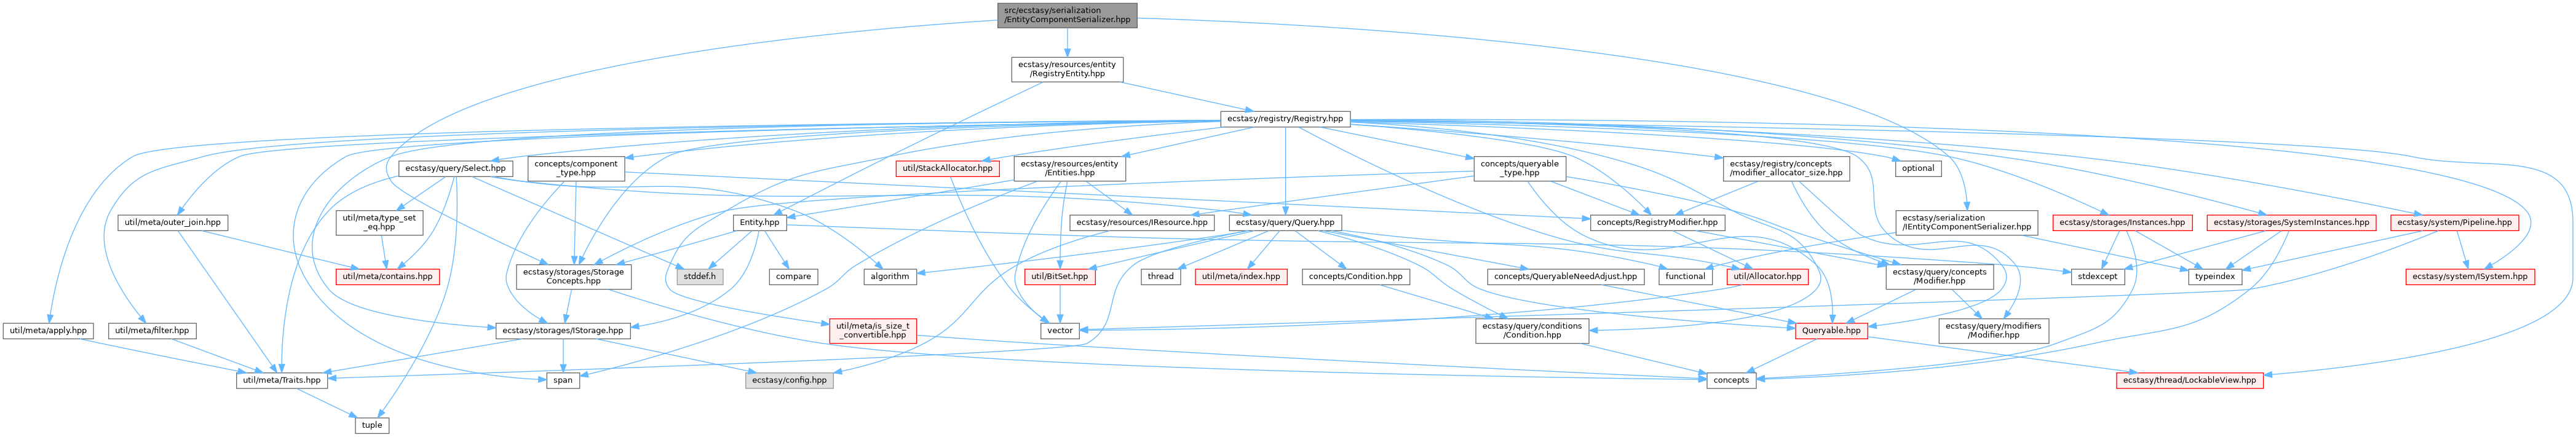 src/ecstasy/serialization
/EntityComponentSerializer.hpp
ecstasy/resources/entity
/RegistryEntity.hpp
ecstasy/registry/Registry.hpp
ecstasy/query/Select.hpp
concepts/component
_type.hpp
util/StackAllocator.hpp
ecstasy/resources/entity
/Entities.hpp
concepts/queryable
_type.hpp
ecstasy/registry/concepts
/modifier_allocator_size.hpp
optional
util/meta/outer_join.hpp
util/meta/type_set
_eq.hpp
Entity.hpp
ecstasy/resources/IResource.hpp
ecstasy/query/Query.hpp
concepts/RegistryModifier.hpp
ecstasy/serialization
/IEntityComponentSerializer.hpp
ecstasy/storages/Instances.hpp
ecstasy/storages/SystemInstances.hpp
ecstasy/system/Pipeline.hpp
util/meta/contains.hpp
ecstasy/storages/Storage
Concepts.hpp
stddef.h
compare
algorithm
util/BitSet.hpp
thread
util/meta/index.hpp
concepts/Condition.hpp
concepts/QueryableNeedAdjust.hpp
functional
util/Allocator.hpp
ecstasy/query/concepts
/Modifier.hpp
stdexcept
typeindex
ecstasy/system/ISystem.hpp
util/meta/apply.hpp
util/meta/filter.hpp
ecstasy/storages/IStorage.hpp
util/meta/is_size_t
_convertible.hpp
vector
ecstasy/query/conditions
/Condition.hpp
Queryable.hpp
ecstasy/query/modifiers
/Modifier.hpp
util/meta/Traits.hpp
span
ecstasy/config.hpp
concepts
ecstasy/thread/LockableView.hpp
tuple